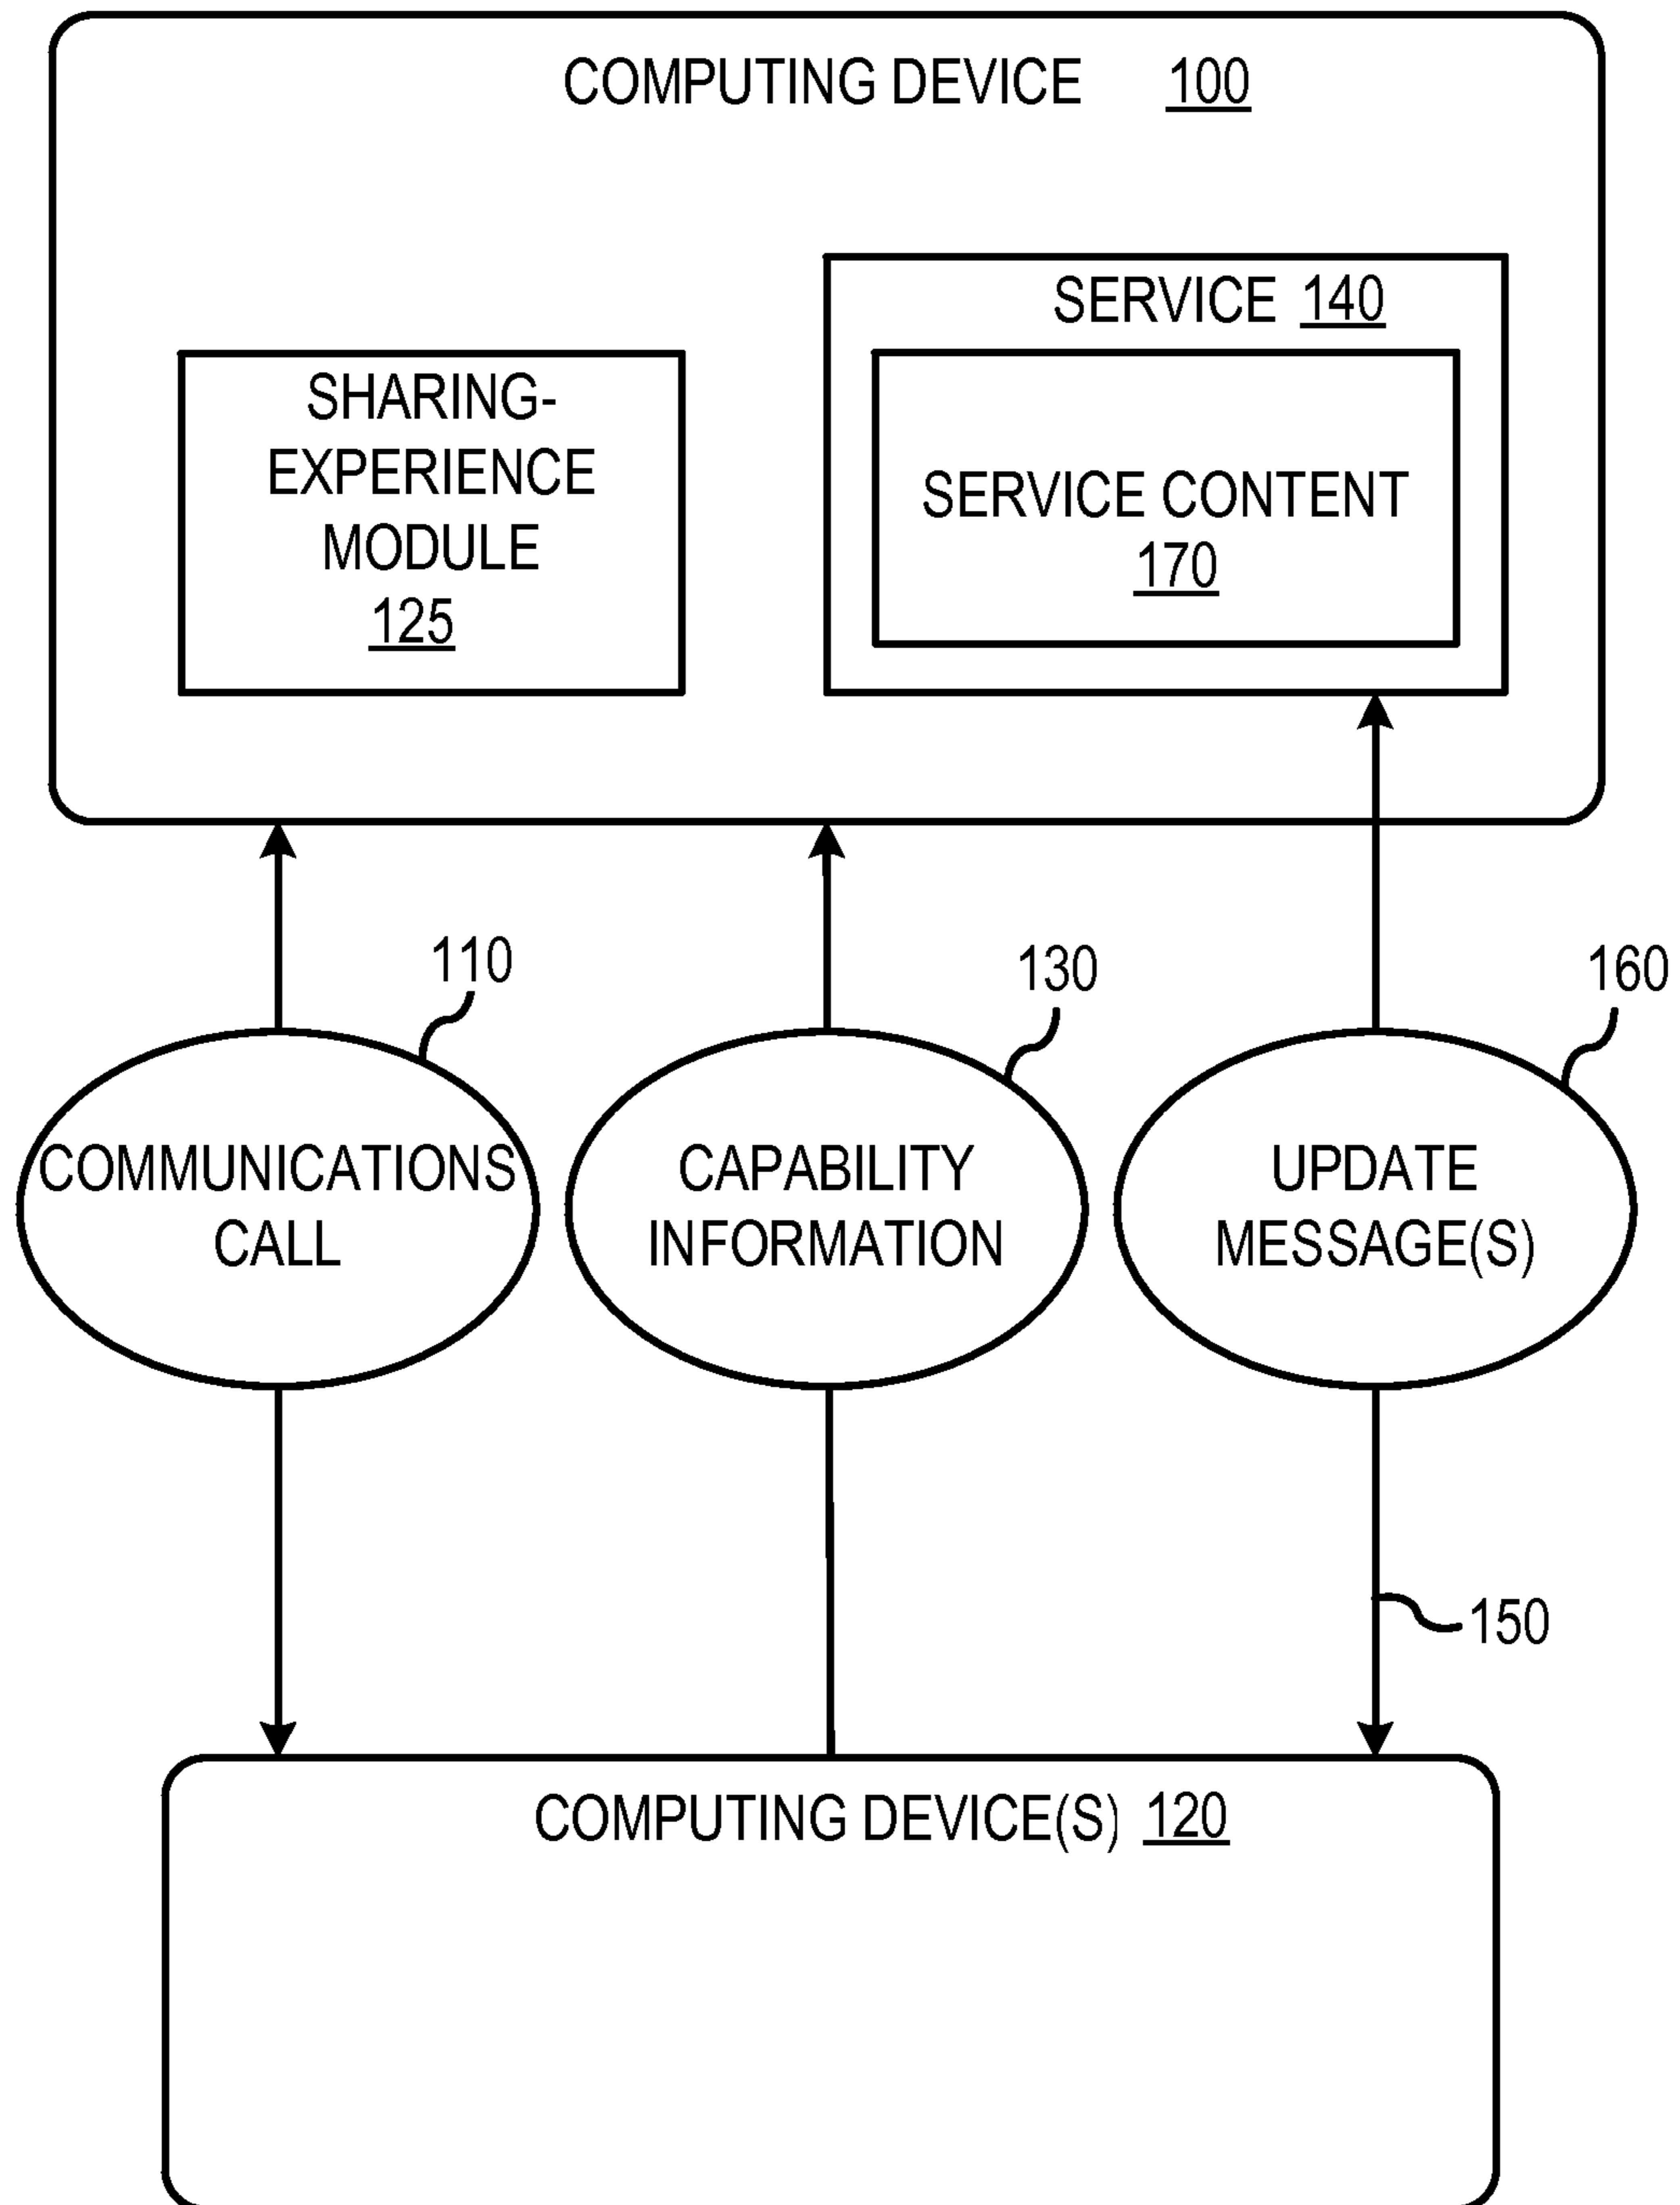 COMPUTING DEVICE 100
SERVICE 140
SHARING-
EXPERIENCE
MODULE
125
SERVICE CONTENT
170
110
130
160
COMMUNICATIONS
CALL
CAPABILITY
INFORMATION
UPDATE
MESSAGE(S)
150
COMPUTING DEVICE(S) 120